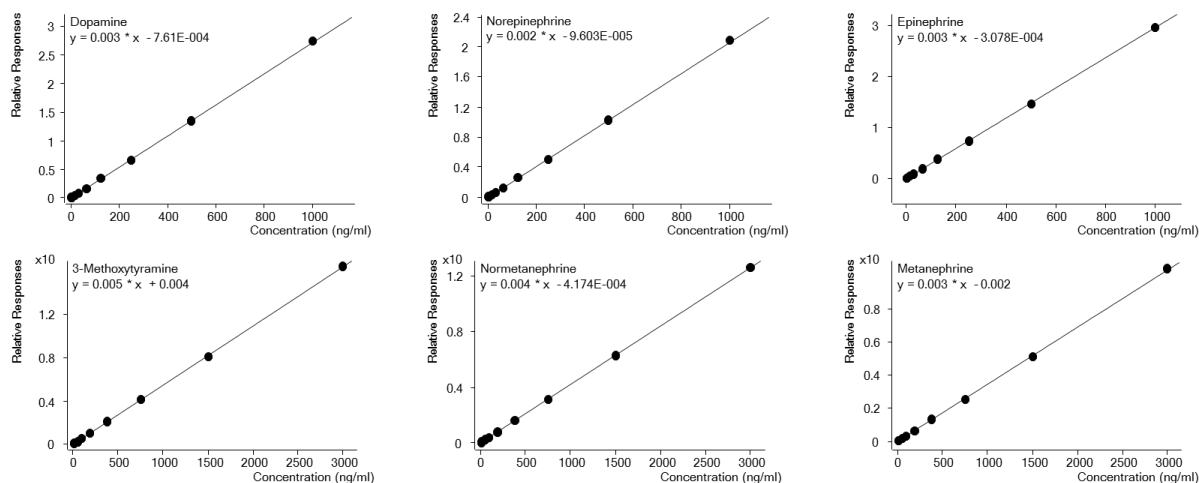 Dopamine
y = 0.003 * x - 7.61E-004
Relative Responses
3
2.5
2
1.5
1
0.5
0
0 200 400 600 800 1000
Concentration (ng/ml)
Norepinephrine
y = 0.002 * x - 9.603E-005
Relative Responses
2.4
2
1.6
1.2
0.8
0.4
0
0 200 400 600 800 1000
Concentration (ng/ml)
Epinephrine
y = 0.003 * x - 3.078E-004
Relative Responses
3
2
1
0
0 200 400 600 800 1000
Concentration (ng/ml)
x10
3-Methoxytyramine
y = 0.005 * x + 0.004
Relative Responses
1.2
0.8
0.4
0
0 500 1000 1500 2000 2500 3000
Concentration (ng/ml)
x10
Normetanephrine
y = 0.004 * x - 4.174E-004
Relative Responses
1.2
0.8
0.4
0
0 500 1000 1500 2000 2500 3000
Concentration (ng/ml)
x10
Metanephrine
y = 0.003 * x - 0.002
Relative Responses
0.8
0.6
0.4
0.2
0
0 500 1000 1500 2000 2500 3000
Concentration (ng/ml)